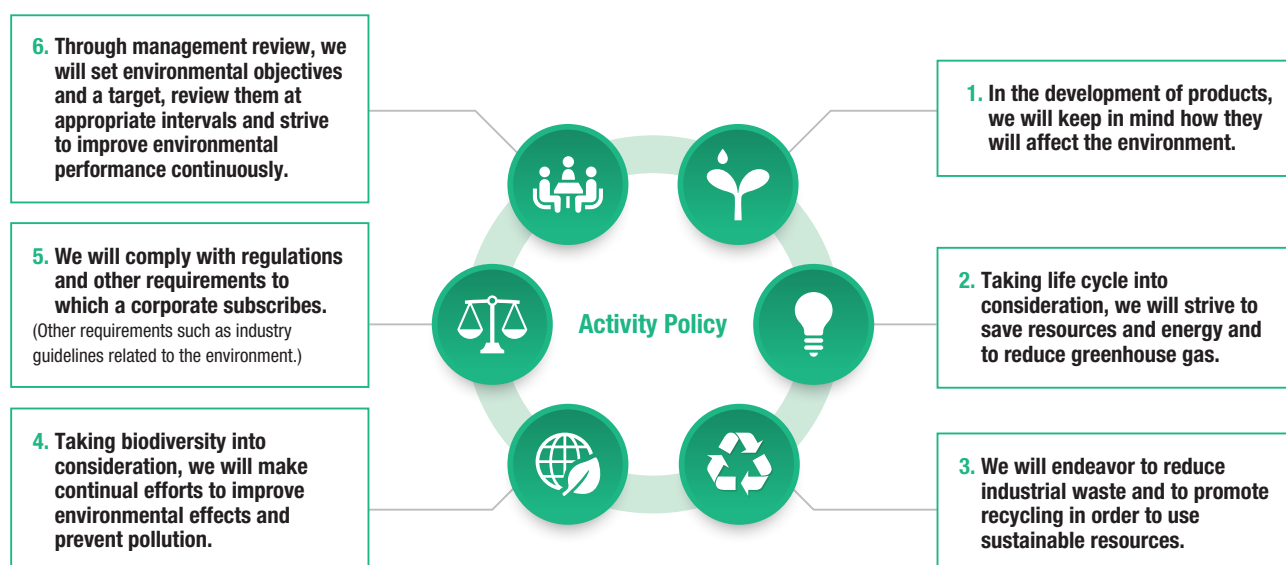 6. Through management review, we
will set environmental objectives
and a target, review them at
appropriate intervals and strive
to improve environmental
performance continuously.
1. In the development of products,
we will keep in mind how they
will affect the environment.
5. We will comply with regulations
and other requirements to
which a corporate subscribes.
(Other requirements such as industry
guidelines related to the environment.)
Activity Policy
2. Taking life cycle into
consideration, we will strive to
save resources and energy and
to reduce greenhouse gas.
4. Taking biodiversity into
consideration, we will make
continual efforts to improve
environmental effects and
prevent pollution.
3. We will endeavor to reduce
industrial waste and to promote
recycling in order to use
sustainable resources.